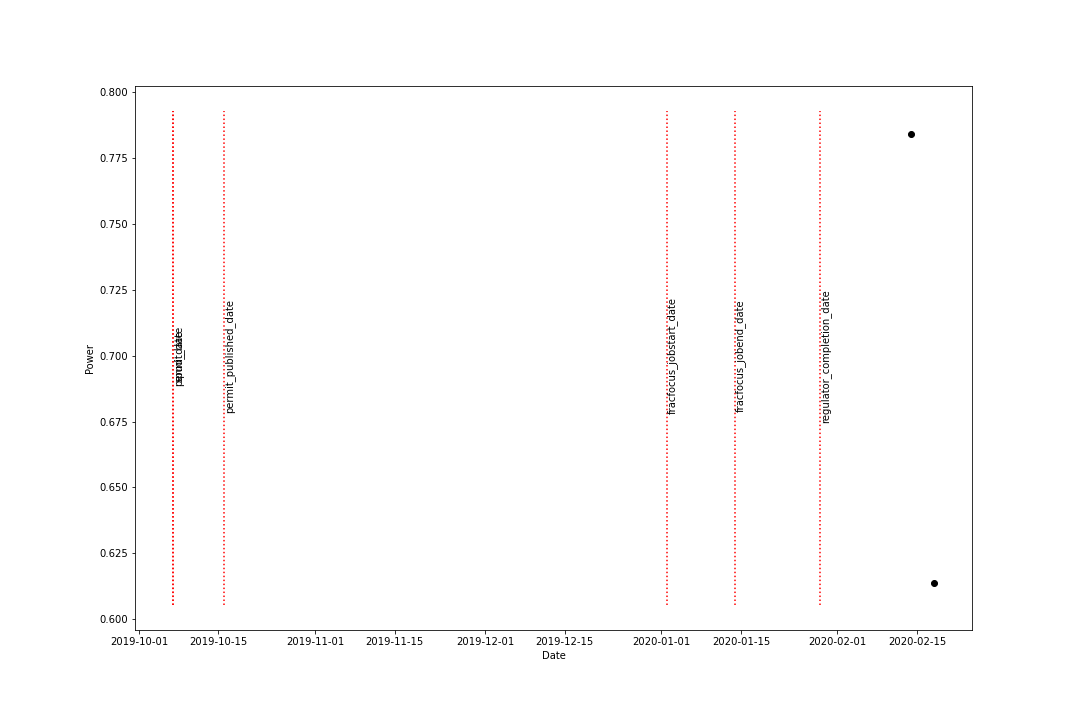 0.800
0.775
0.750
0.725
0.700
0.675
0.650
0.625
0.600
Power
permit_published_date
fracfocus_jobstart_date
fracfocus_jobend_date
regulator_completion_date
2019-10-01 2019-10-15 2019-11-01 2019-11-15 2019-12-01 2019-12-15 2020-01-01 2020-01-15 2020-02-01 2020-02-15
Date